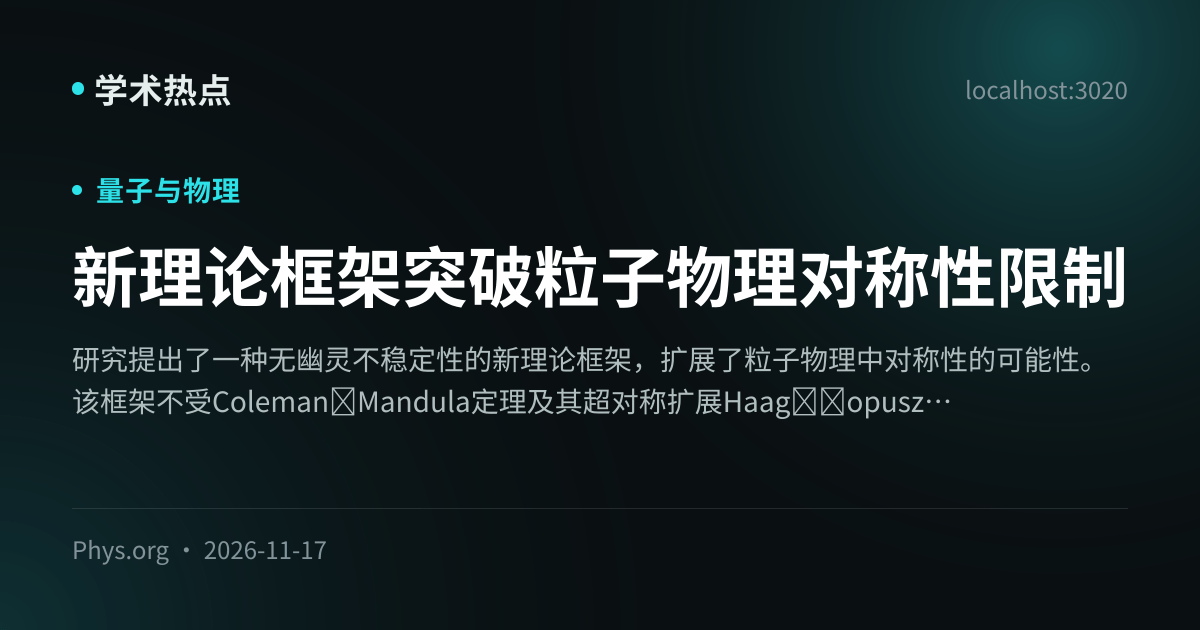 学术热点
localhost:3020
量子与物理
新理论框架突破粒子物理对称性限制
研究提出了一种无幽灵不稳定性的新理论框架，扩展了粒子物理中对称性的可能性。
该框架不受Coleman☒Mandula定理及其超对称扩展Haag☒☒opusz…
Phys.org · 2026-11-17